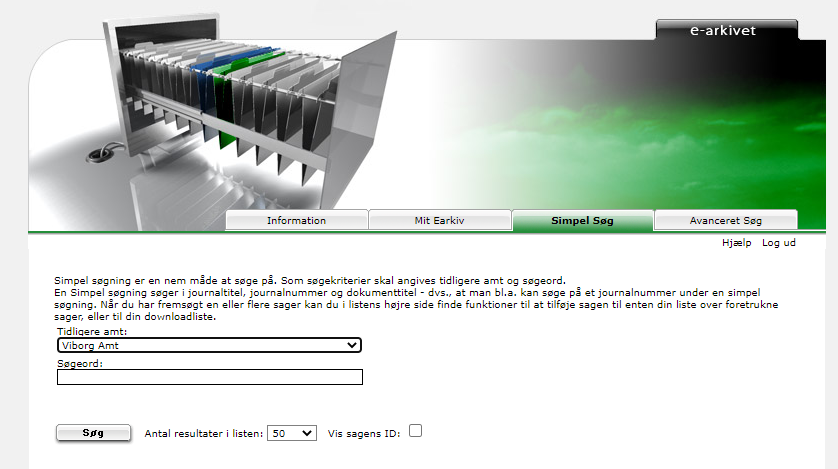 e-arkivet
Information Mit Earkiv Simpel Søg Avanceret Søg
Hjælp Log ud
Simpel søgning er en nem måde at søge på. Som søgekriterier skal angives tidligere amt og søgeord.
En Simpel søgning søger i journaltitel, journalnummer og dokumenttitel - dvs., at man bl.a. kan søge på et journalnummer under en simpel
søgning. Når du har fremsøgt en eller flere sager kan du i listens højre side finde funktioner til at tilføje sagen til enten din liste over foretrukne
sager, eller til din downloadliste.
Tidligere amt:
Viborg Amt
Søgeord:
Søg Antal resultater i listen: 50 Vis sagens ID: